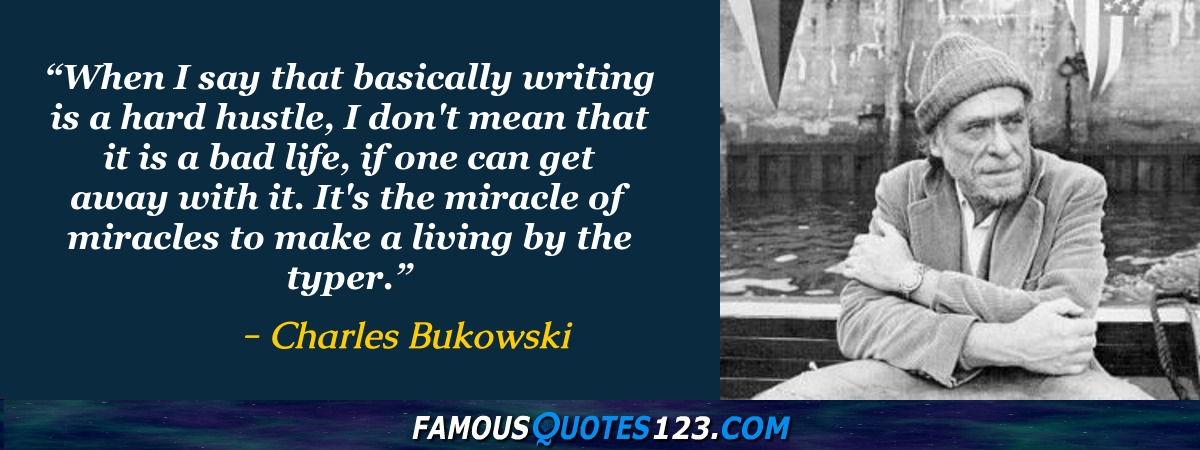 “When I say that basically writing
is a hard hustle, I don't mean that
it is a bad life, if one can get
away with it. It's the miracle of
miracles to make a living by the
typer.”
– Charles Bukowski
FAMOUSQUOTES123.COM